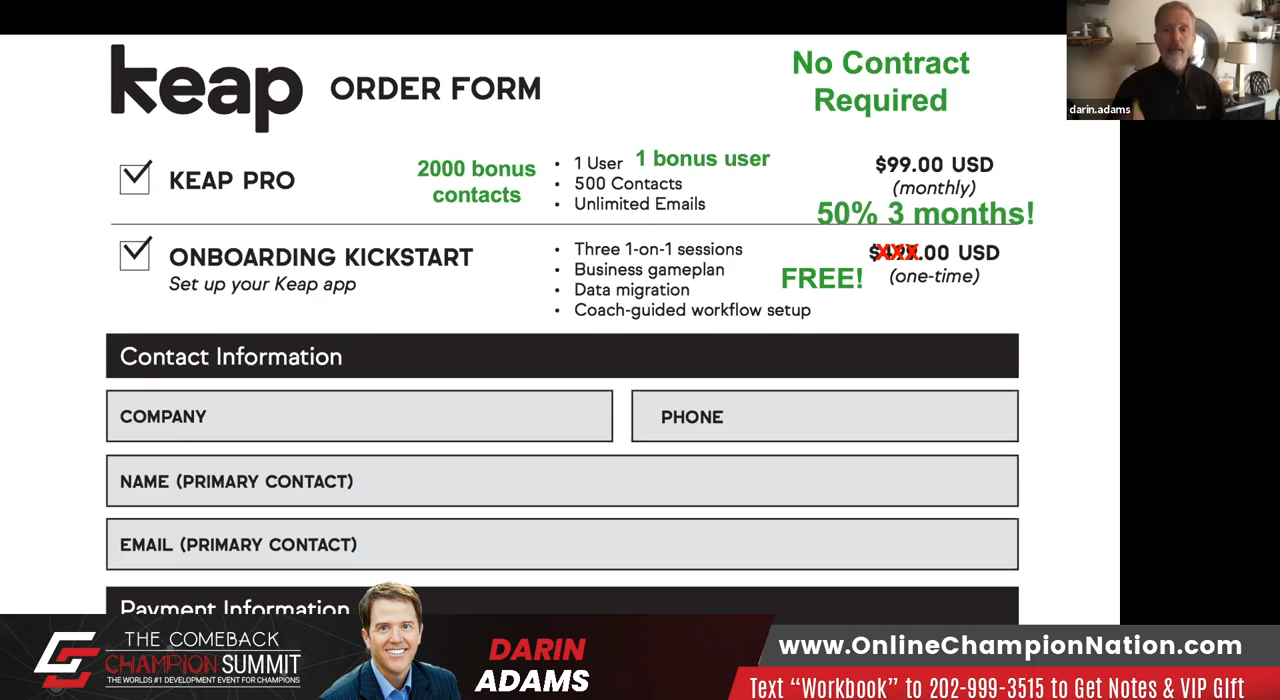 keap ORDER FORM
No Contract
Required
darin.adams
KEAP PRO
2000 bonus
contacts
• 1 User 1 bonus user
• 500 Contacts
• Unlimited Emails
$99.00 USD
(monthly)
50% 3 months!
ONBOARDING KICKSTART
Set up your Keap app
• Three 1-on-1 sessions
• Business gameplan
• Data migration
• Coach-guided workflow setup
XXX.00 USD
FREE! (one-time)
Contact Information
COMPANY
PHONE
NAME (PRIMARY CONTACT)
EMAIL (PRIMARY CONTACT)
Payment Information
THE COMEBACK
CHAMPION SUMMIT
THE WORLDS #1 DEVELOPMENT EVENT FOR CHAMPIONS
DARIN
ADAMS
www.OnlineChampionNation.com
Text “Workbook” to 202-999-3515 to Get Notes & VIP GIft